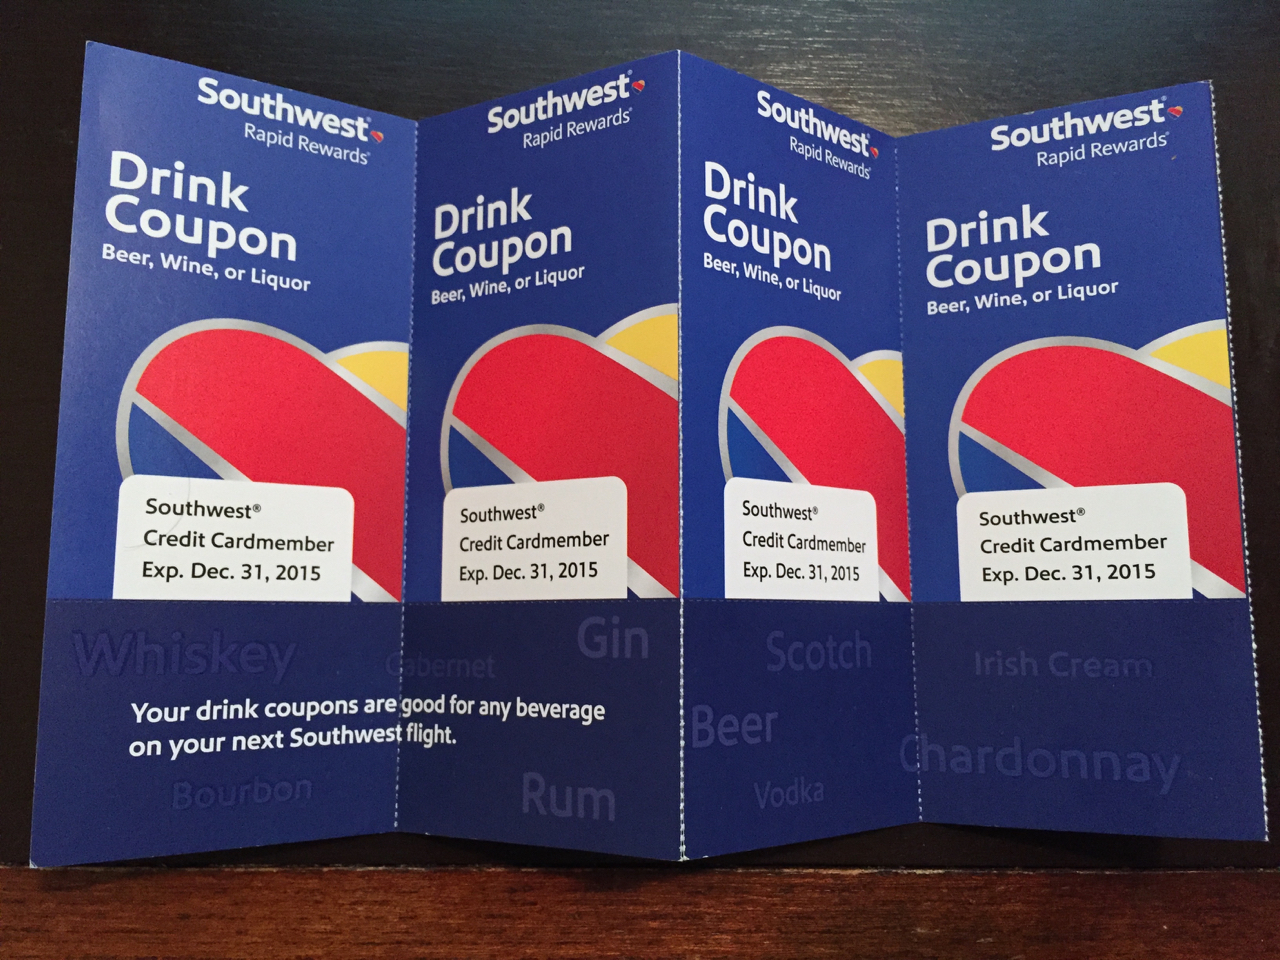 Southwest®
Rapid Rewards®
Drink
Coupon
Beer, Wine, or Liquor
Southwest®
Credit Cardmember
Exp. Dec. 31, 2015
Southwest®
Rapid Rewards®
Drink
Coupon
Beer, Wine, or Liquor
Southwest®
Credit Cardmember
Exp. Dec. 31, 2015
Southwest®
Rapid Rewards®
Drink
Coupon
Beer, Wine, or Liquor
Southwest®
Credit Cardmember
Exp. Dec. 31, 2015
Southwest®
Rapid Rewards®
Drink
Coupon
Beer, Wine, or Liquor
Southwest®
Credit Cardmember
Exp. Dec. 31, 2015
Whiskey
Cabernet
Gin
Scotch
Irish Cream
Your drink coupons are good for any beverage
on your next Southwest flight.
Beer
Chardonnay
Bourbon
Rum
Vodka